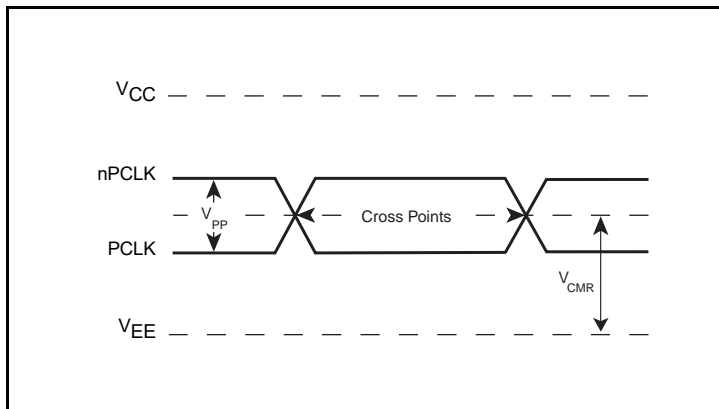 VCC
nPCLK
VPP
Cross Points
PCLK
VCMR
VEE